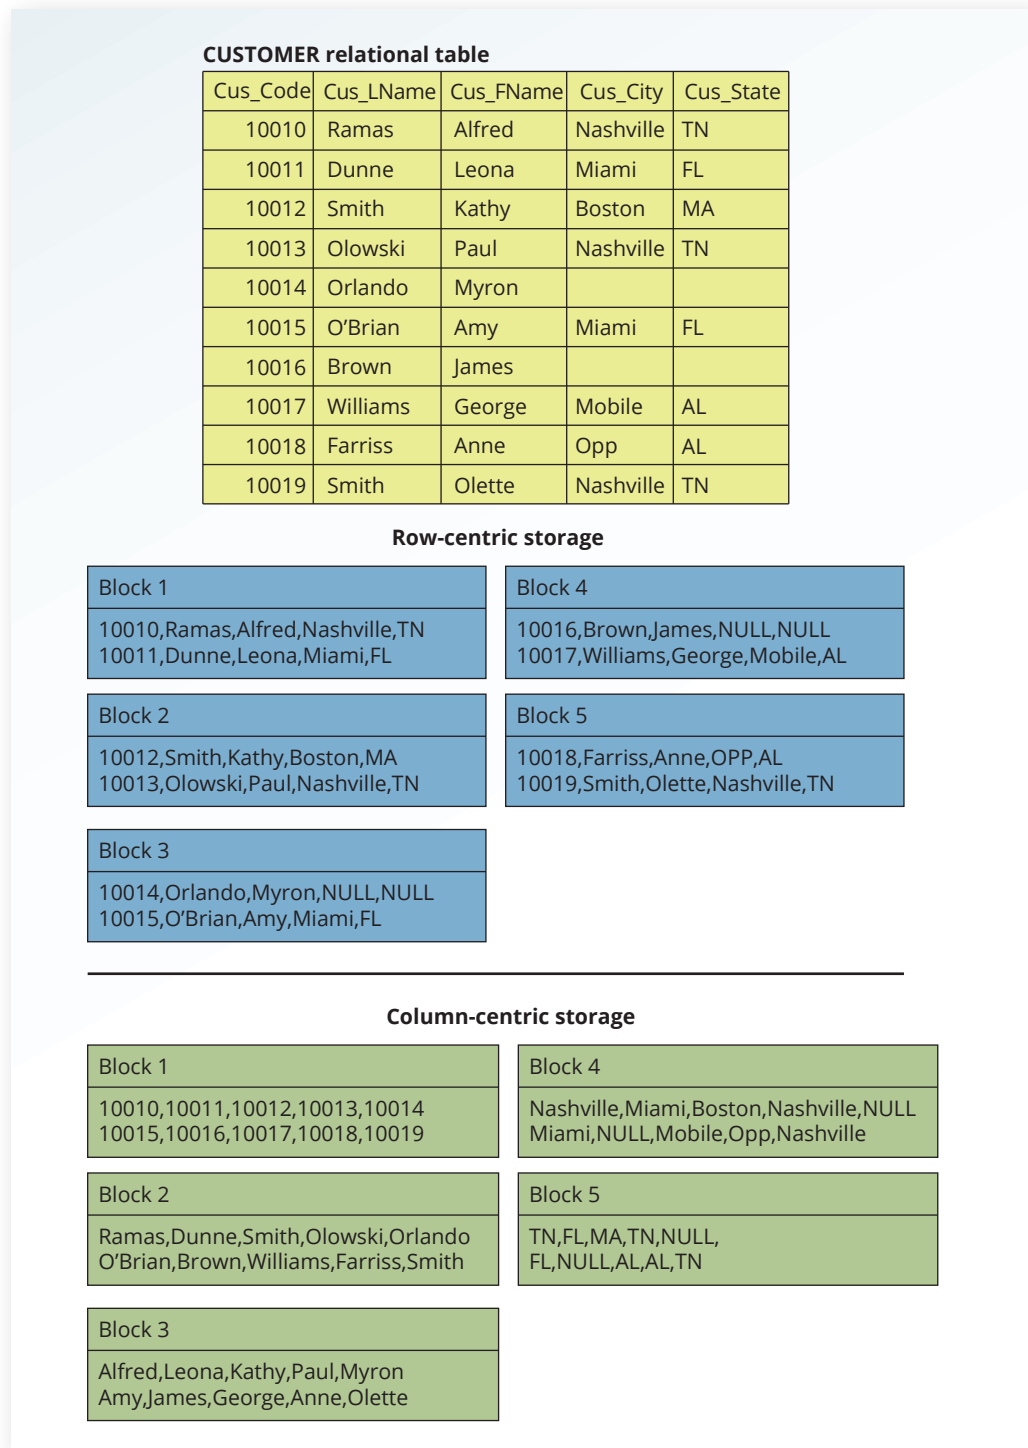 CUSTOMER relational table
Cus_Code Cus_LName Cus_FName Cus_City Cus_State
10010 Ramas Alfred Nashville TN
10011 Dunne Leona Miami FL
10012 Smith Kathy Boston MA
10013 Olowski Paul Nashville TN
10014 Orlando Myron
10015 O’Brian Amy Miami FL
10016 Brown James
10017 Williams George Mobile AL
10018 Farriss Anne Opp AL
10019 Smith Olette Nashville TN
Row-centric storage
Block 1
10010,Ramas,Alfred,Nashville,TN
10011,Dunne,Leona,Miami,FL
Block 2
10012,Smith,Kathy,Boston,MA
10013,Olowski,Paul,Nashville,TN
Block 3
10014,Orlando,Myron,NULL,NULL
10015,O’Brian,Amy,Miami,FL
Block 4
10016,Brown,James,NULL,NULL
10017,Williams,George,Mobile,AL
Block 5
10018,Farriss,Anne,OPP,AL
10019,Smith,Olette,Nashville,TN
Column-centric storage
Block 1
10010,10011,10012,10013,10014
10015,10016,10017,10018,10019
Block 2
Ramas,Dunne,Smith,Olowski,Orlando
O’Brian,Brown,Williams,Farriss,Smith
Block 3
Alfred,Leona,Kathy,Paul,Myron
Amy,James,George,Anne,Olette
Block 4
Nashville,Miami,Boston,Nashville,NULL
Miami,NULL,Mobile,Opp,Nashville
Block 5
TN,FL,MA,TN,NULL,
FL,NULL,AL,AL,TN